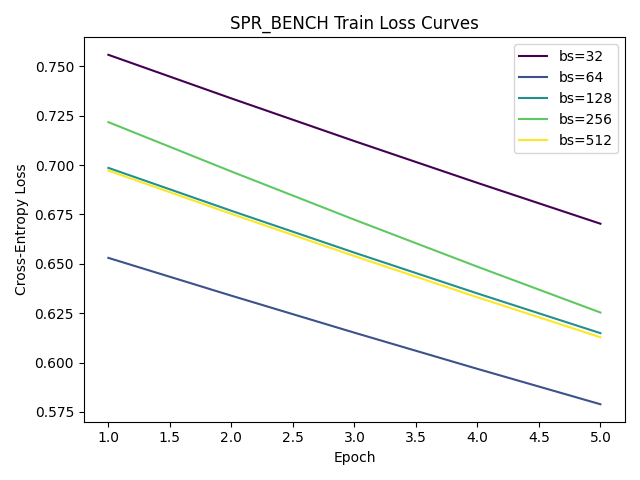 SPR_BENCH Train Loss Curves
bs=32
bs=64
bs=128
bs=256
bs=512
Cross-Entropy Loss
0.750
0.725
0.700
0.675
0.650
0.625
0.600
0.575
1.0 1.5 2.0 2.5 3.0 3.5 4.0 4.5 5.0
Epoch